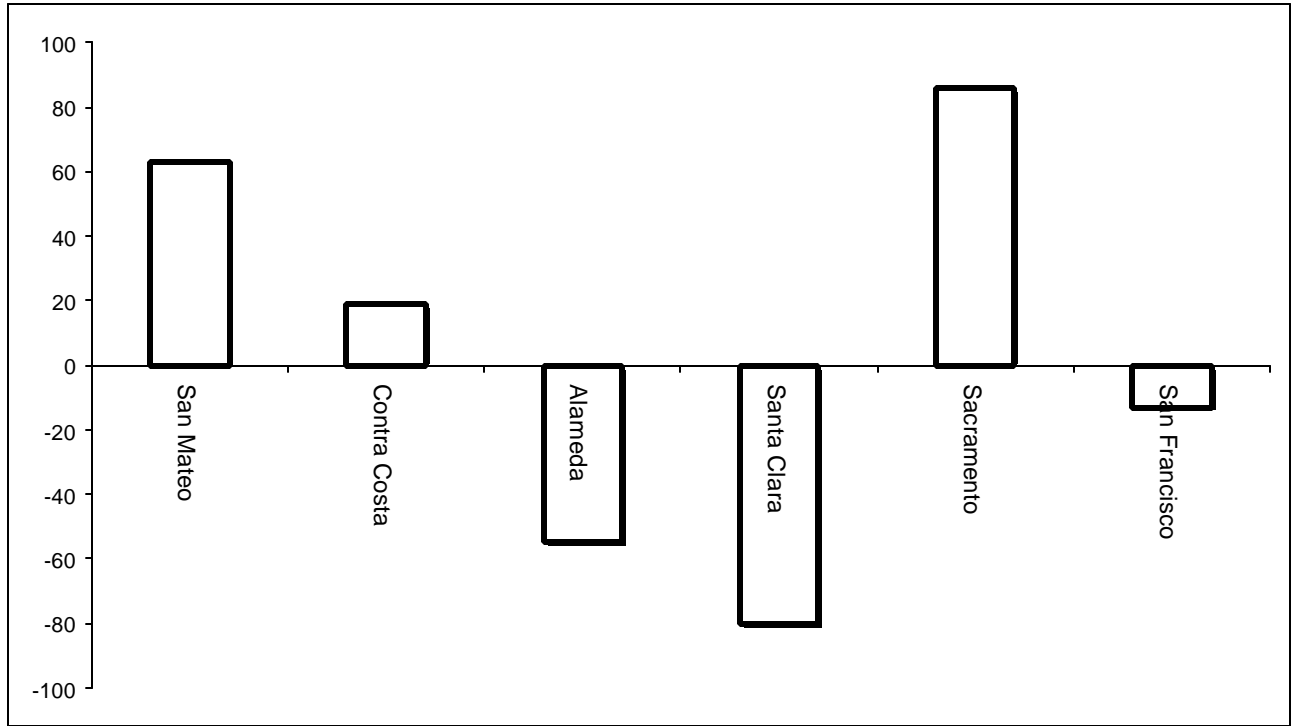 100
80
60
40
20
0
-20
-40
-60
-80
-100
San Mateo
Contra Costa
Alameda
Santa Clara
Sacramento
San Francisco